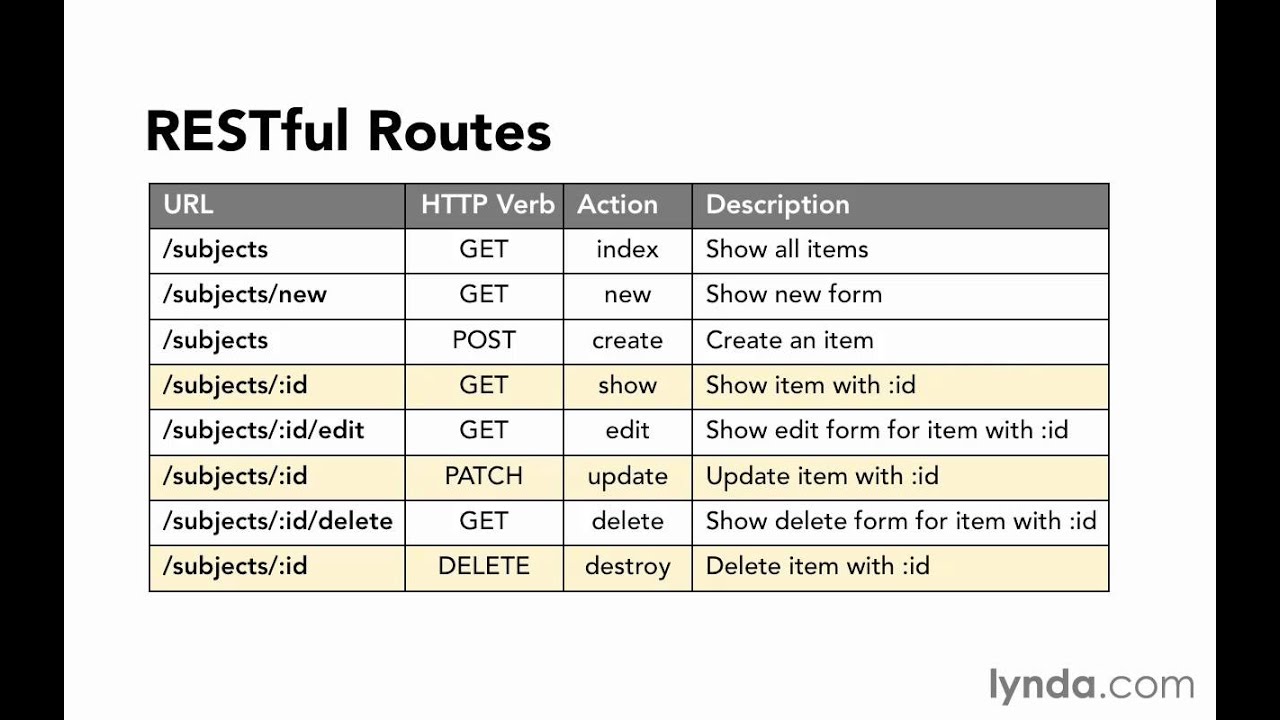 RESTful Routes
URL HTTP Verb Action Description
/subjects GET index Show all items
/subjects/new GET new Show new form
/subjects POST create Create an item
/subjects/:id GET show Show item with :id
/subjects/:id/edit GET edit Show edit form for item with :id
/subjects/:id PATCH update Update item with :id
/subjects/:id/delete GET delete Show delete form for item with :id
/subjects/:id DELETE destroy Delete item with :id
lynda.com